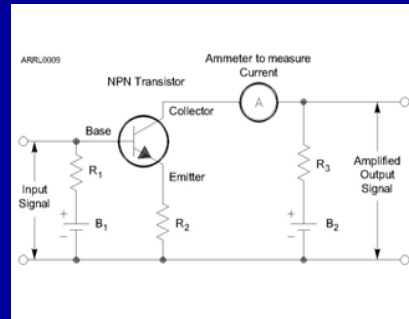 ARRL0009
Ammeter to measure
Current
NPN Transistor
A
Collector
Base
R1
R3
Amplified
Output
Signal
Emitter
Input
Signal
+
B1
−
R2
+
B2
−